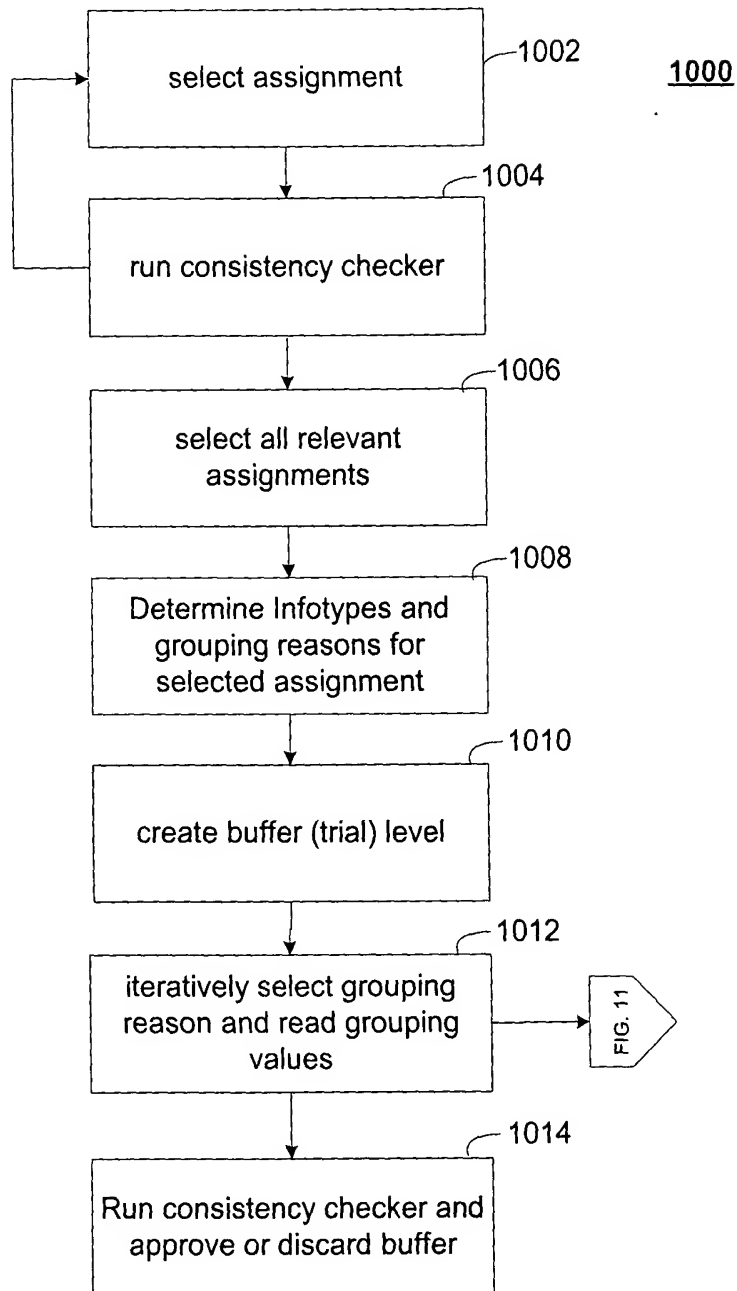 1002
1000
select assignment
1004
run consistency checker
1006
select all relevant
assignments
1008
Determine Infotypes and
grouping reasons for
selected assignment
1010
create buffer (trial) level
1012
iteratively select grouping
reason and read grouping
values
FIG. 11
1014
Run consistency checker and
approve or discard buffer